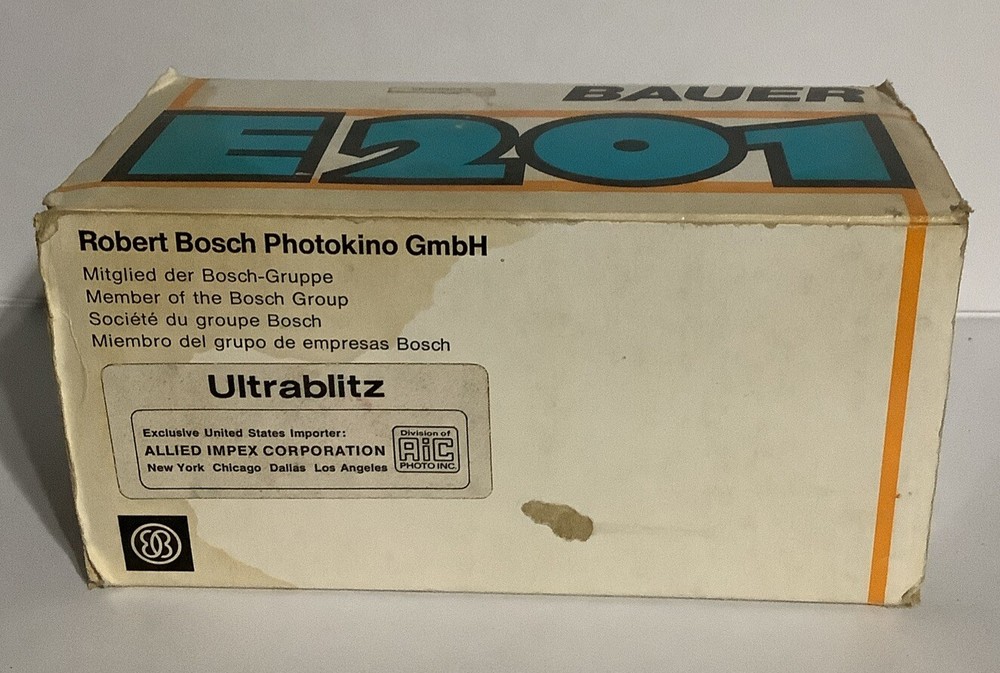 BAUER
E201
Robert Bosch Photokino GmbH
Mitglied der Bosch-Gruppe
Member of the Bosch Group
Société du groupe Bosch
Miembro del grupo de empresas Bosch
Ultrablitz
Exclusive United States Importer:
ALLIED IMPEX CORPORATION
New York Chicago Dallas Los Angeles
Division of
AiC
PHOTO INC.